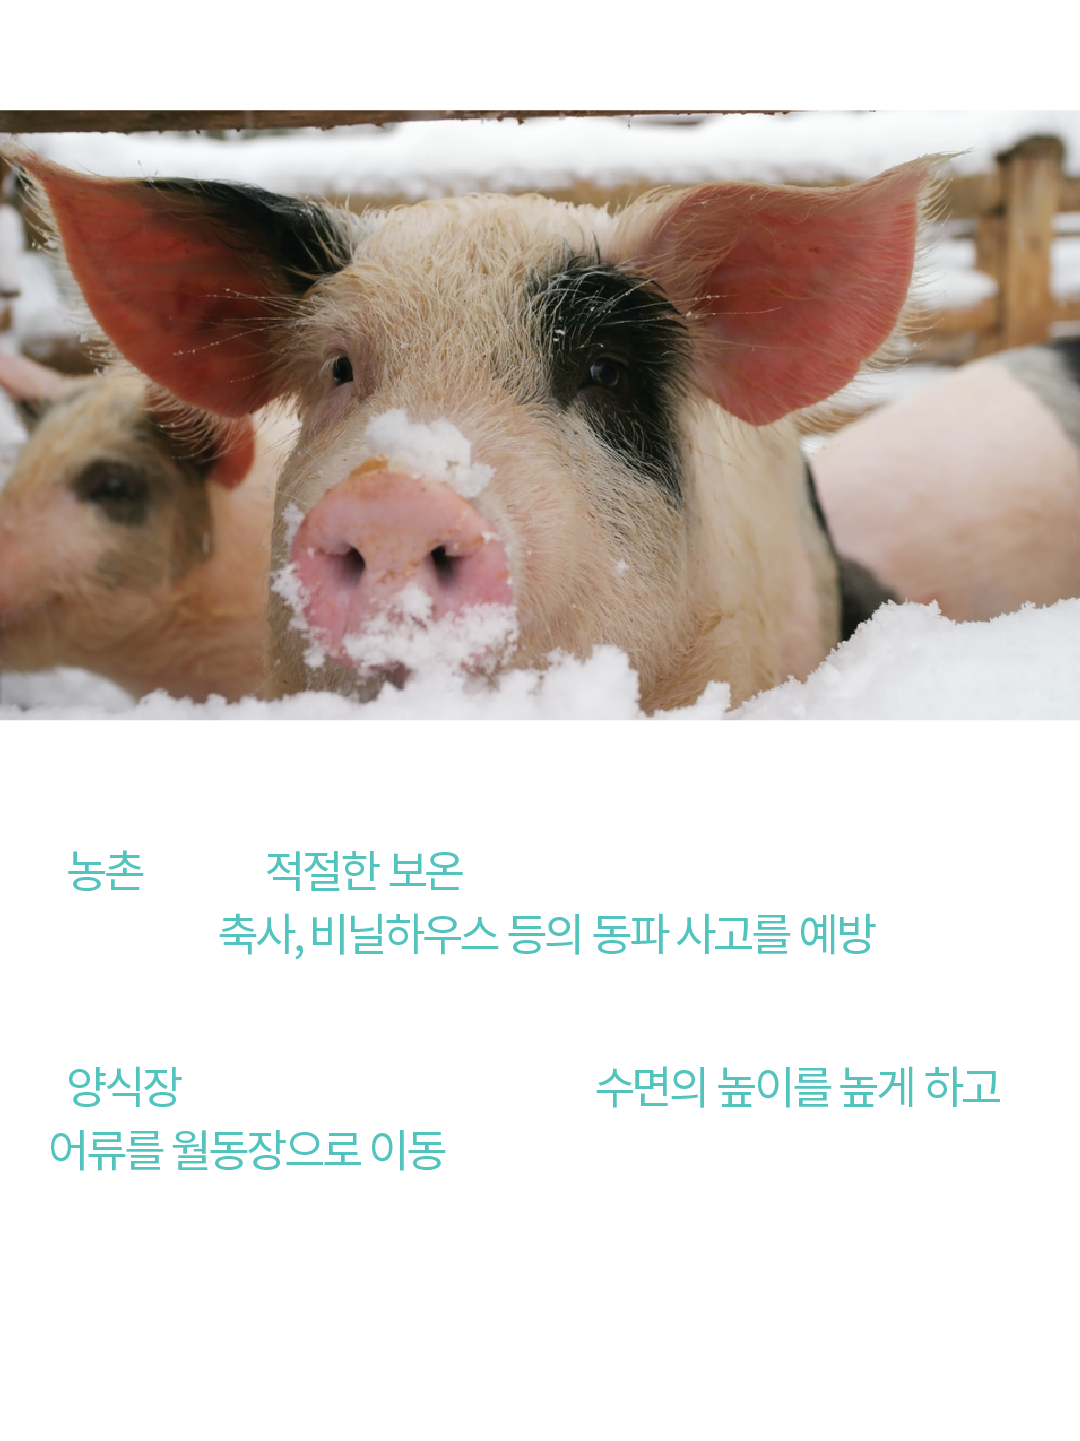 농촌 적절한 보온
축사, 비닐하우스 등의 동파 사고를 예방
양식장 수면의 높이를 높게 하고
어류를 월동장으로 이동